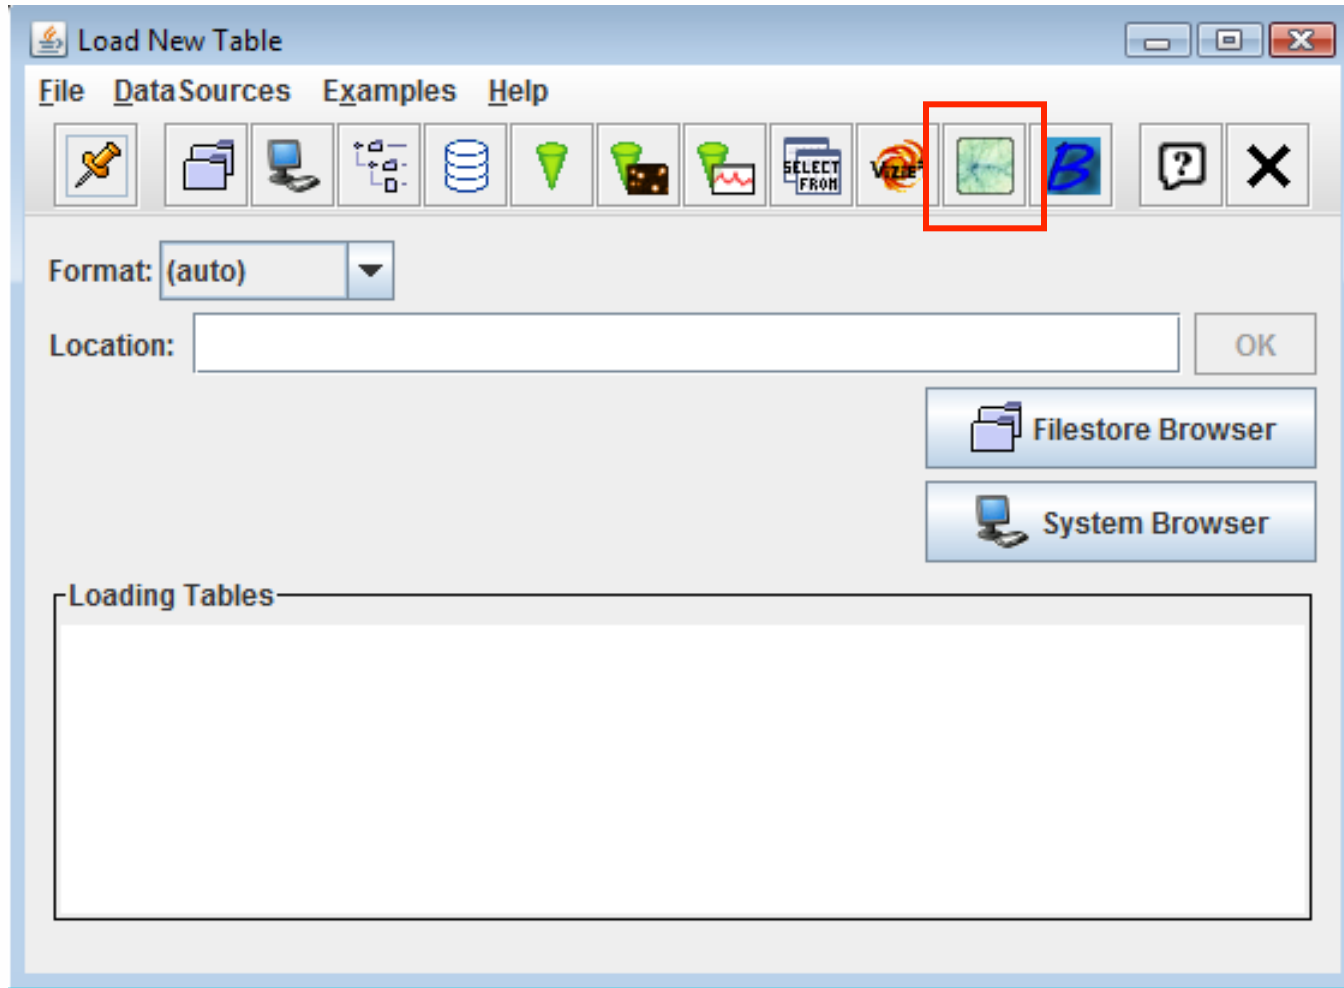 Load New Table
File DataSources Examples Help
SELECT
FROM
B
?
Format: (auto)
Location:
OK
Filestore Browser
System Browser
Loading Tables